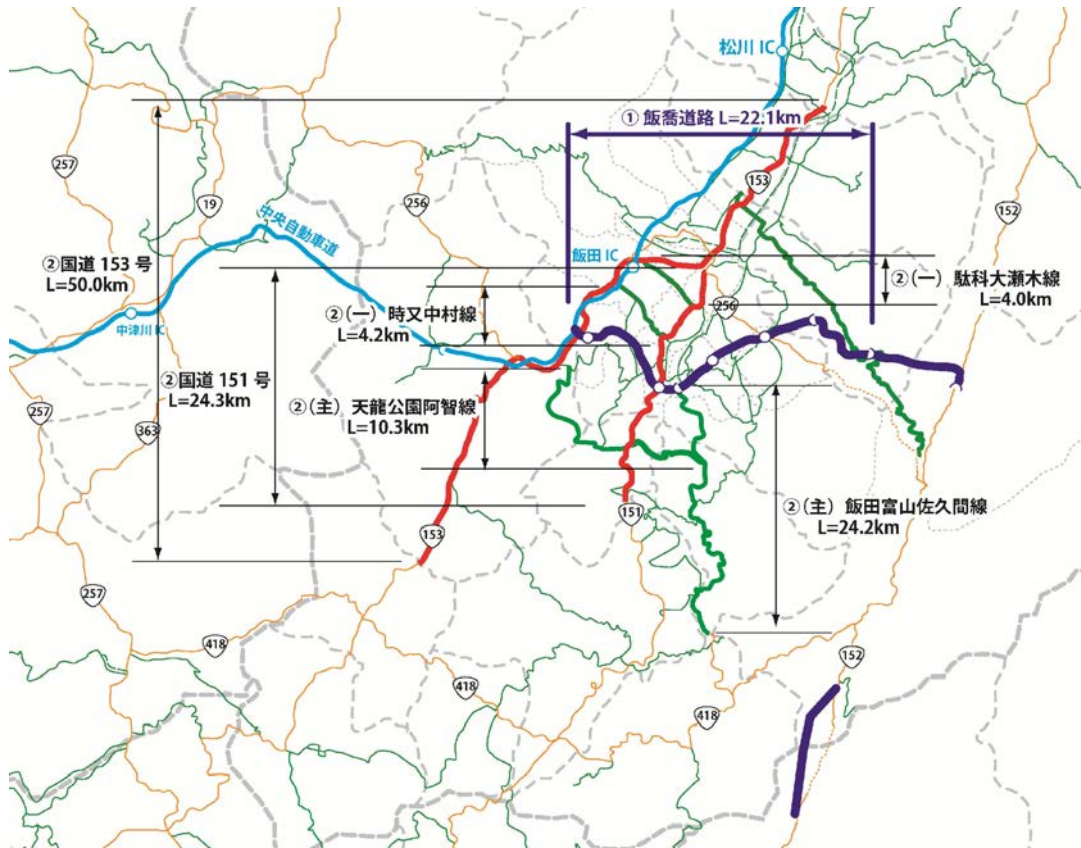 松川 IC
① 飯喬道路 L=22.1km
257
153
19
256
152
中央自動車道
②国道 153 号
L=50.0km
飯田 IC
②(一) 駄科大瀬木線
L=4.0km
②(一) 時又中村線
L=4.2km
256
中津川 IC
②国道 151 号
L=24.3km
②(主) 天龍公園阿智線
L=10.3km
257
363
②(主) 飯田富山佐久間線
L=24.2km
151
153
257
418
152
418
418